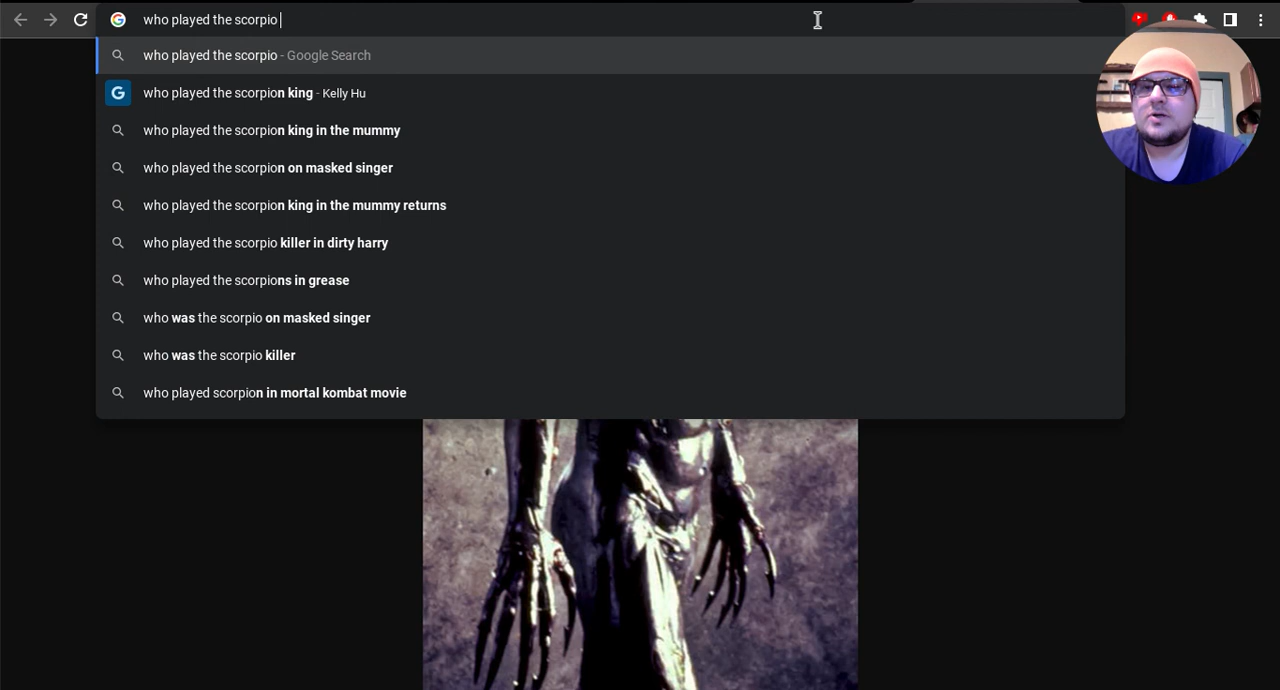 who played the scorpio
who played the scorpio - Google Search
who played the scorpion king - Kelly Hu
who played the scorpion king in the mummy
who played the scorpion on masked singer
who played the scorpion king in the mummy returns
who played the scorpio killer in dirty harry
who played the scorpions in grease
who was the scorpio on masked singer
who was the scorpio killer
who played scorpion in mortal kombat movie